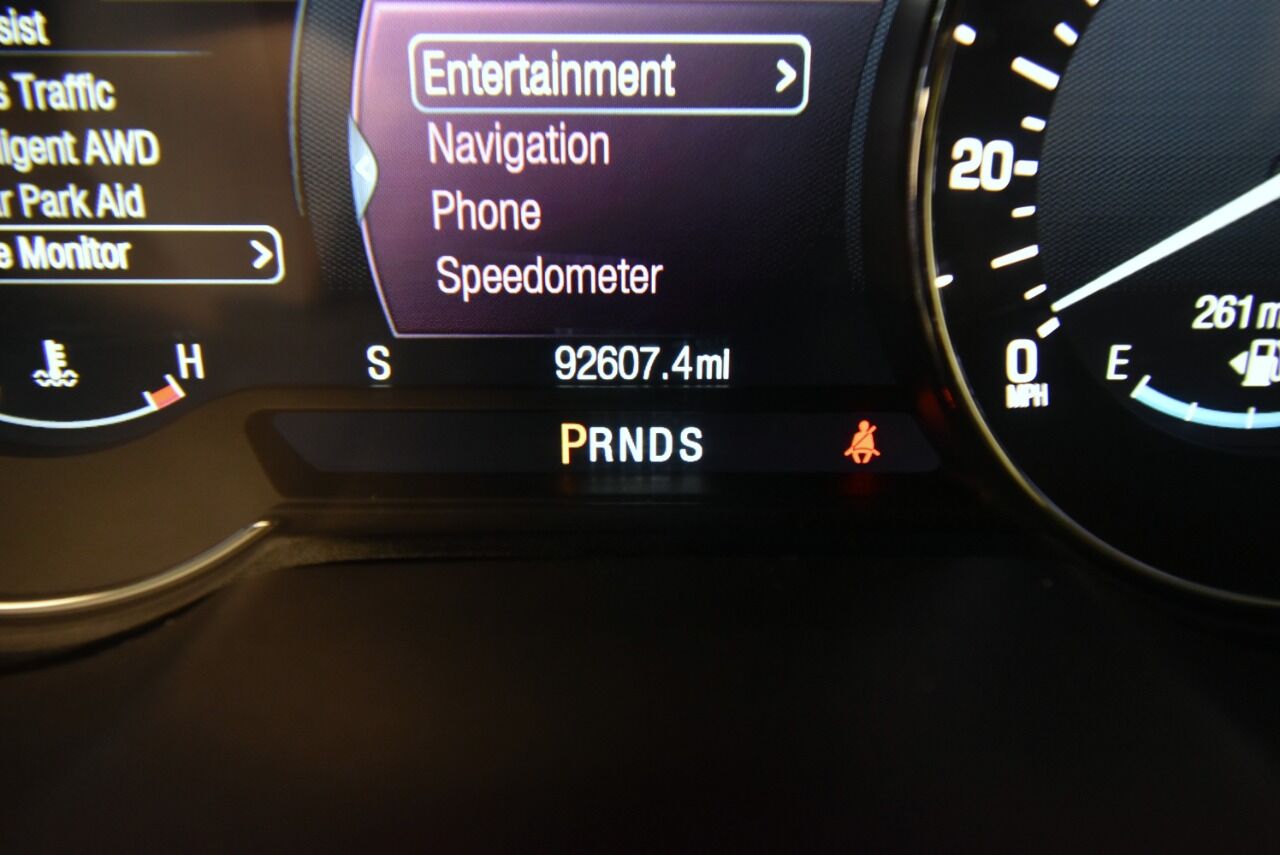 sist
s Traffic
ligent AWD
r Park Aid
e Monitor
H
Entertainment
Navigation
Phone
Speedometer
S 92607.4mi
PRNDS
20
0
MPH
261 m
E